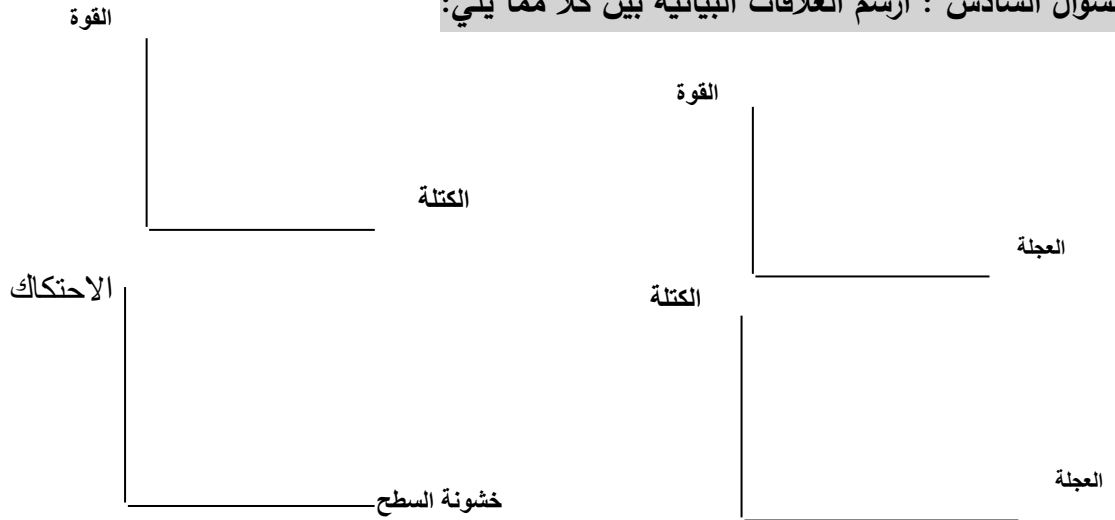 السؤال السادس : ارسم العلاقات البيانية بين كلا مما يلي:
القوة
القوة
الكتلة
العجلة
الاحتكاك
الكتلة
العجلة
خشونة السطح